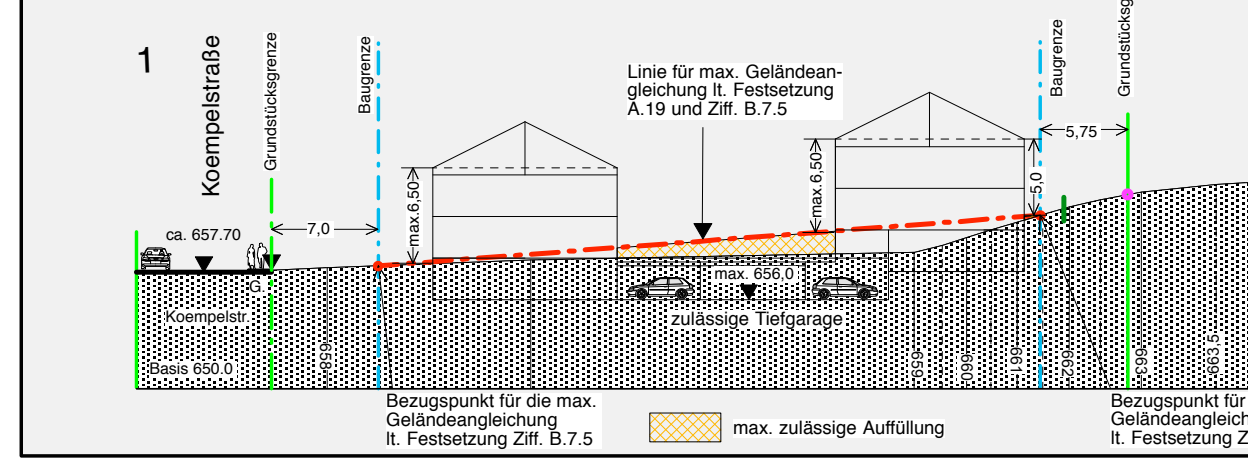 1
Koempelstraße
Grundstücksgrenze
Baugrenze
Linie für max. Geländean-
gleichung lt. Festsetzung
A.19 und Ziff. B.7.5
Baugrenze
Grundstücksg
5,75
7,0
max.6,50
max.6,50
5,0
ca. 657.70
G.
Koempelstr.
max. 656,0
zulässige Tiefgarage
Basis 650.0
658
659
660
661
662
663
663,5
Bezugspunkt für die max.
Geländeangleichung
lt. Festsetzung Ziff. B.7.5
max. zulässige Auffüllung
Bezugspunkt für
Geländeangleich
lt. Festsetzung Z